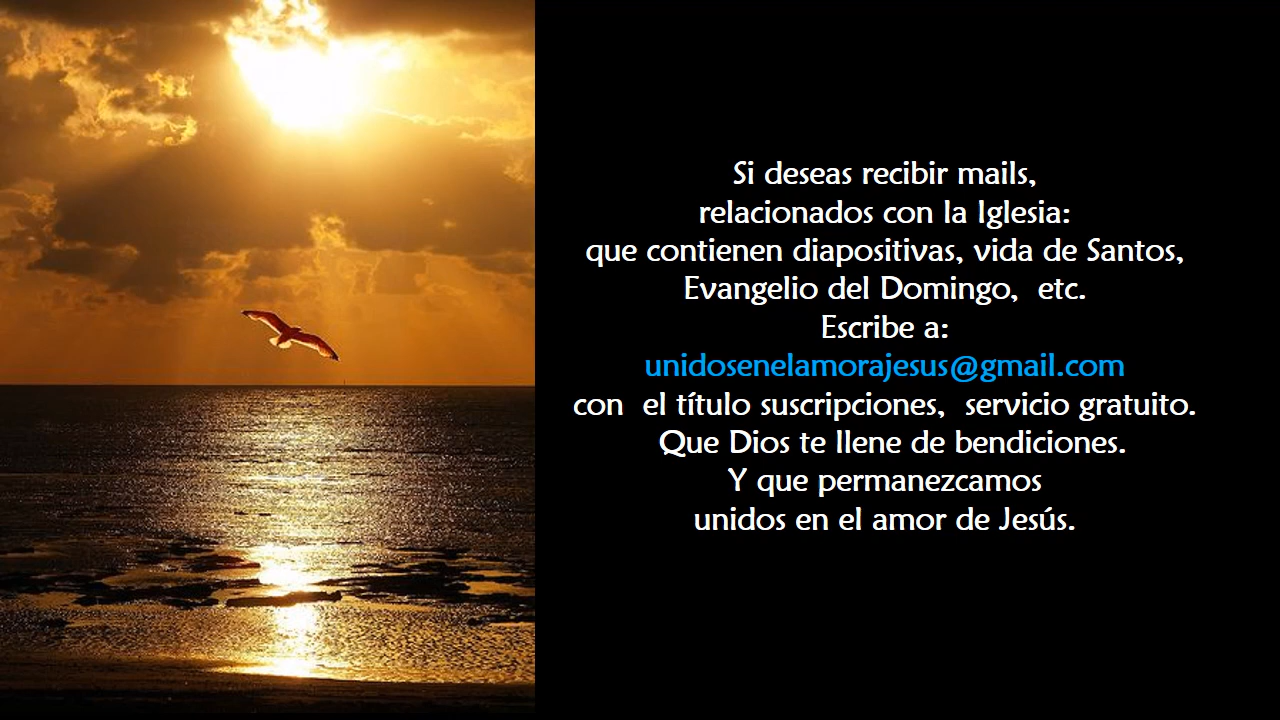 Si deseas recibir mails,
relacionados con la Iglesia:
que contienen diapositivas, vida de Santos,
Evangelio del Domingo,  etc.
Escribe a:
unidosenelamorajesus@gmail.com
con  el título suscripciones,  servicio gratuito.
Que Dios te llene de bendiciones.
Y que permanezcamos
unidos en el amor de Jesús.